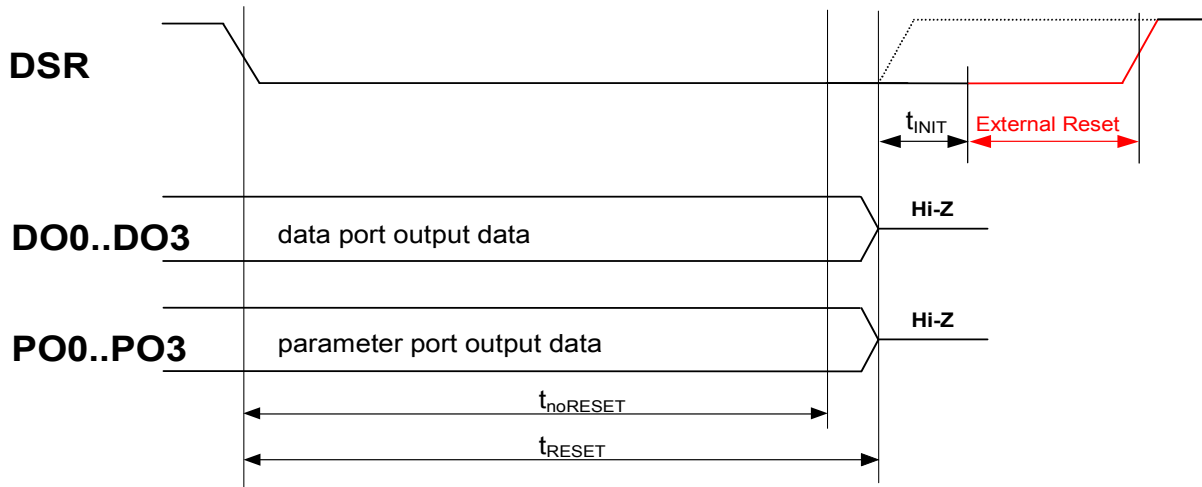 DSR
tINIT
External Reset
DO0..DO3
data port output data
Hi-Z
PO0..PO3
parameter port output data
Hi-Z
tnoRESET
tRESET